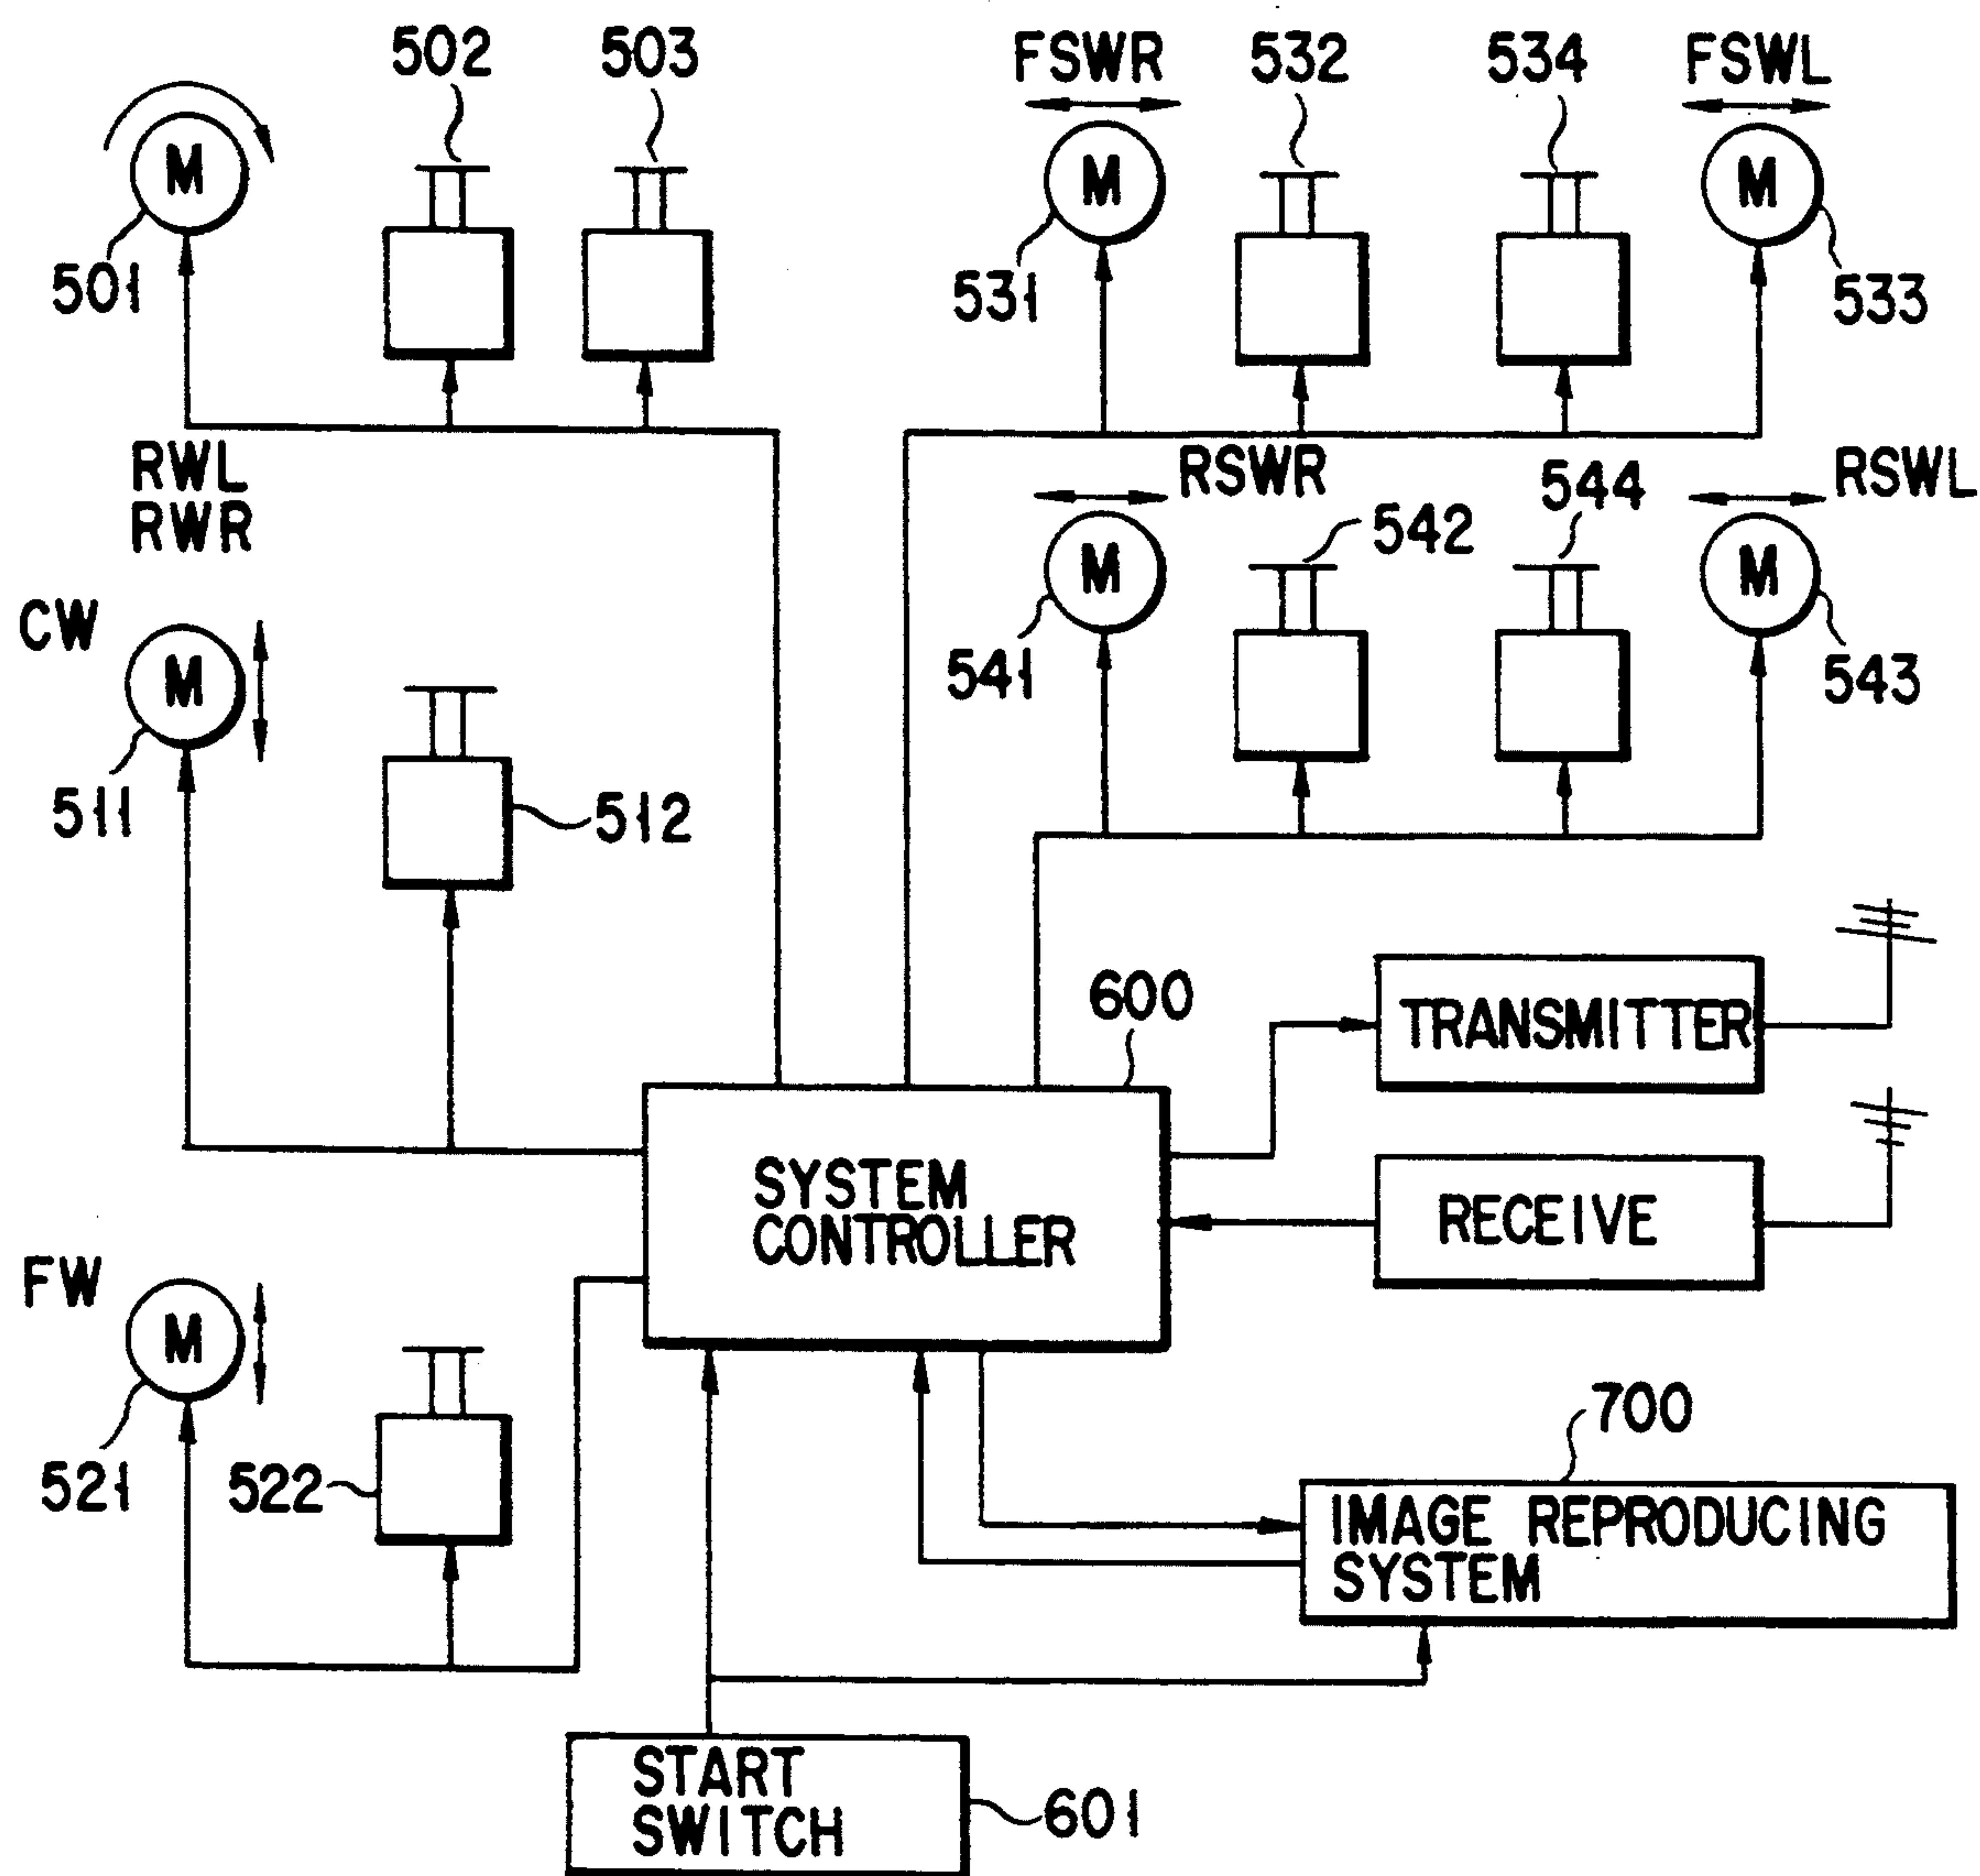 502
503
FSWR
532
534
FSWL
M
M
M
501
531
533
RWL
RWR
RSWR
544
RSWL
542
M
M
CW
M
541
543
511
512
600
TRANSMITTER
SYSTEM
CONTROLLER
RECEIVE
FW
M
521
522
700
IMAGE REPRODUCING
SYSTEM
START
SWITCH
601